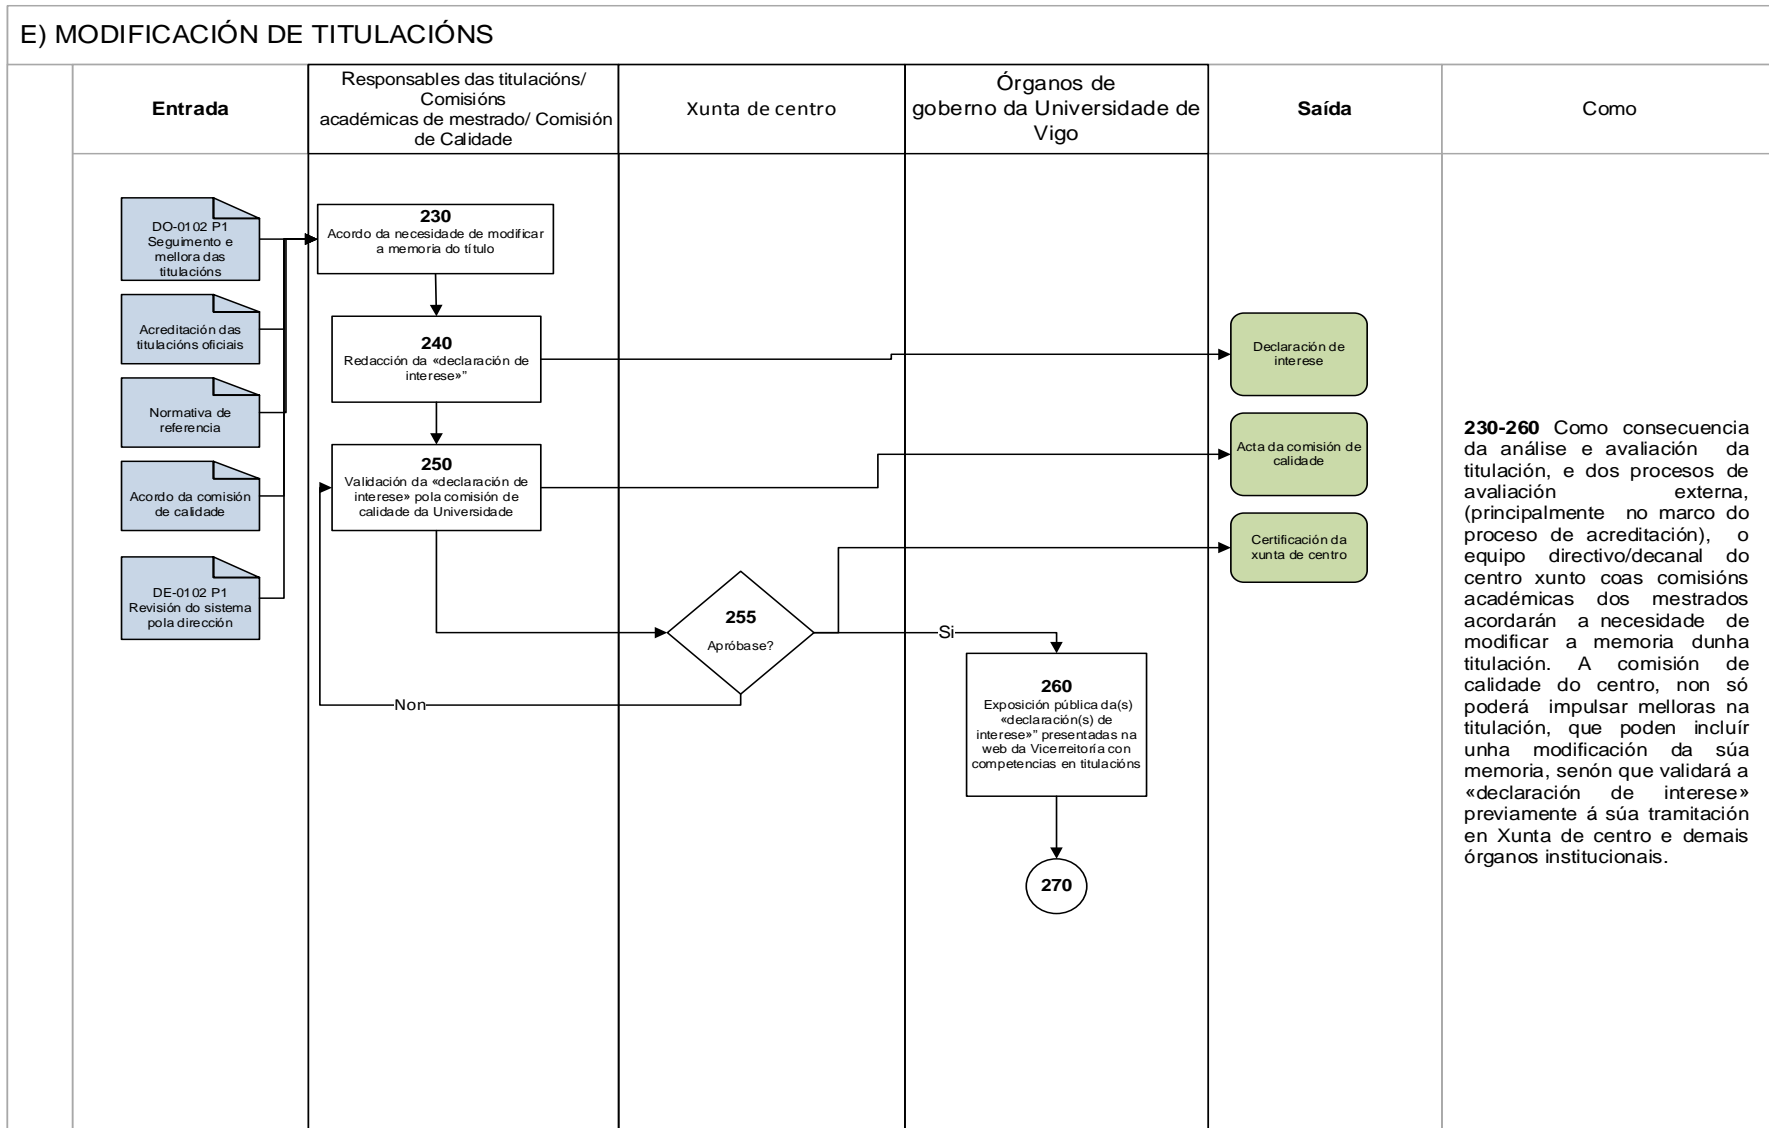 E) MODIFICACIÓN DE TITULACIÓNS
Entrada
Responsables das titulacións/
Comisións
académicas de mestrado/ Comisión
de Calidade
Xunta de centro
Órganos de
goberno da Universidade de
Vigo
Saída
Como
DO-0102 P1
Seguimento e
mellora das
titulacións
Acreditación das
titulacións oficiais
Normativa de
referencia
Acordo da comisión
de calidade
DE-0102 P1
Revisión do sistema
pola dirección
230
Acordo da necesidade de modificar
a memoria do título
240
Redacción da «declaración de
interese»"
250
Validación da «declaración de
interese» pola comisión de
calidade da Universidade
255
Apróbase?
Non
Si
260
Exposición pública da(s)
«declaración(s) de
interese»" presentadas na
web da Vicerreitoría con
competencias en titulacións
270
Declaración de
interese
Acta da comisión de
calidade
Certificación da
xunta de centro
230-260 Como consecuencia
da análise e avaliación da
titulación, e dos procesos de
avaliación externa,
(principalmente no marco do
proceso de acreditación), o
equipo directivo/decanal do
centro xunto coas comisións
académicas dos mestrados
acordarán a necesidade de
modificar a memoria dunha
titulación. A comisión de
calidade do centro, non só
poderá impulsar melloras na
titulación, que poden incluír
unha modificación da súa
memoria, senón que validará a
«declaración de interese»
previamente á súa tramitación
en Xunta de centro e demais
órganos institucionais.